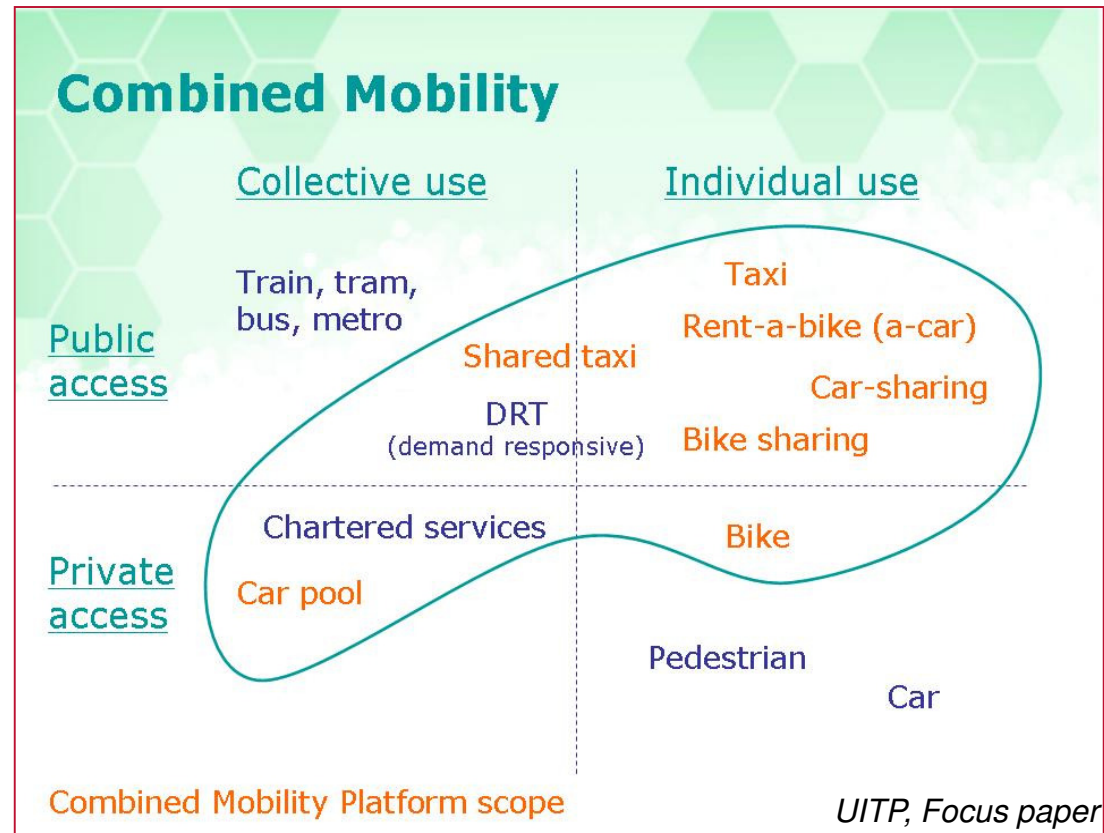 Combined Mobility
Collective use
Individual use
Train, tram,
bus, metro
Public
access
Taxi
Rent-a-bike (a-car)
Shared taxi
Car-sharing
DRT
(demand responsive)
Bike sharing
Chartered services
Bike
Private
access
Car pool
Pedestrian
Car
Combined Mobility Platform scope
UITP, Focus paper